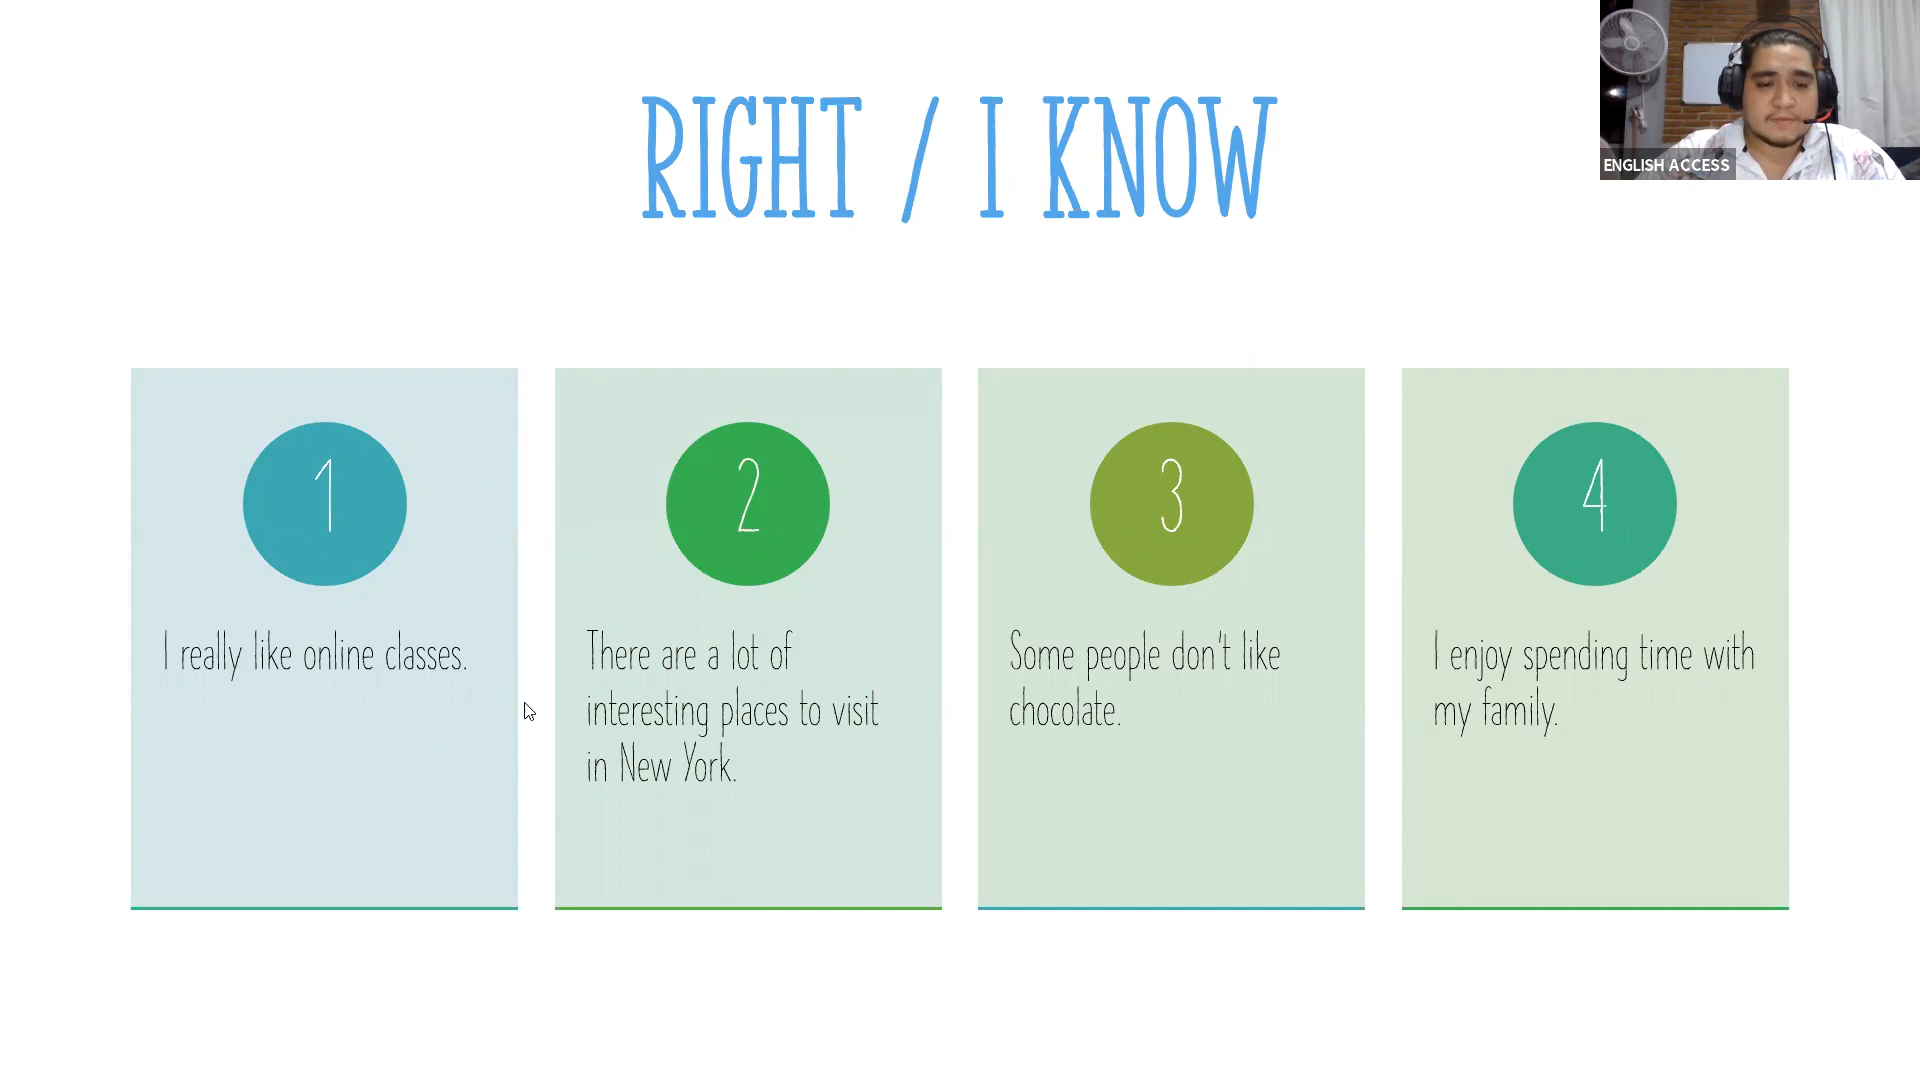 RIGHT / I KNOW
ENGLISH ACCESS
1
I really like online classes.
2
There are a lot of
interesting places to visit
in New York.
3
Some people don't like
chocolate.
4
I enjoy spending time with
my family.